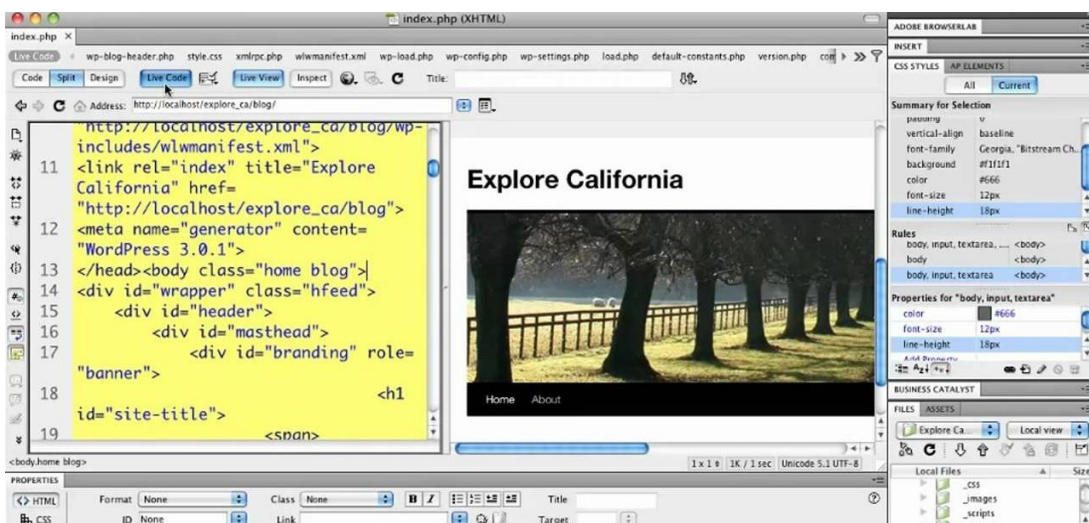 index.php (XHTML)
index.php ×
Live Code wp-blog-header.php style.css xmlrpc.php wlwmanifest.xml wp-load.php wp-config.php wp-settings.php load.php default-constants.php version.php
Code Split Design Live Code Live View Inspect Title:
Address: http://localhost/explore_ca/blog/
"http://localhost/explore_ca/blog/wp-
includes/wlwmanifest.xml">
11 <link rel="index" title="Explore
California" href=
"http://localhost/explore_ca/blog">
12 <meta name="generator" content=
"WordPress 3.0.1">
13 </head><body class="home blog">
14 <div id="wrapper" class="hfeed">
15 <div id="header">
16 <div id="masthead">
17 <div id="branding" role=
"banner">
18 <h1
id="site-title">
19 <span>
Explore California
Home About
<body.home blog>
1 x 1 1K / 1 sec Unicode 5.1 UTF-8
PROPERTIES
<> HTML Format None Class None B I Title
CSS ID None Link Target
ADOBE BROWSERLAB
INSERT
CSS STYLES AP ELEMENTS
All Current
Summary for Selection
padding 0
vertical-align baseline
font-family Georgia, "Bitstream Ch...
background #f1f1f1
color #666
font-size 12px
line-height 18px
Rules
body, input, textarea, ... <body>
body <body>
body, input, textarea <body>
Properties for "body, input, textarea"
color #666
font-size 12px
line-height 18px
Add Property
BUSINESS CATALYST
FILES ASSETS
Explore Ca... Local view
Local Files Size
_css
_images
_scripts